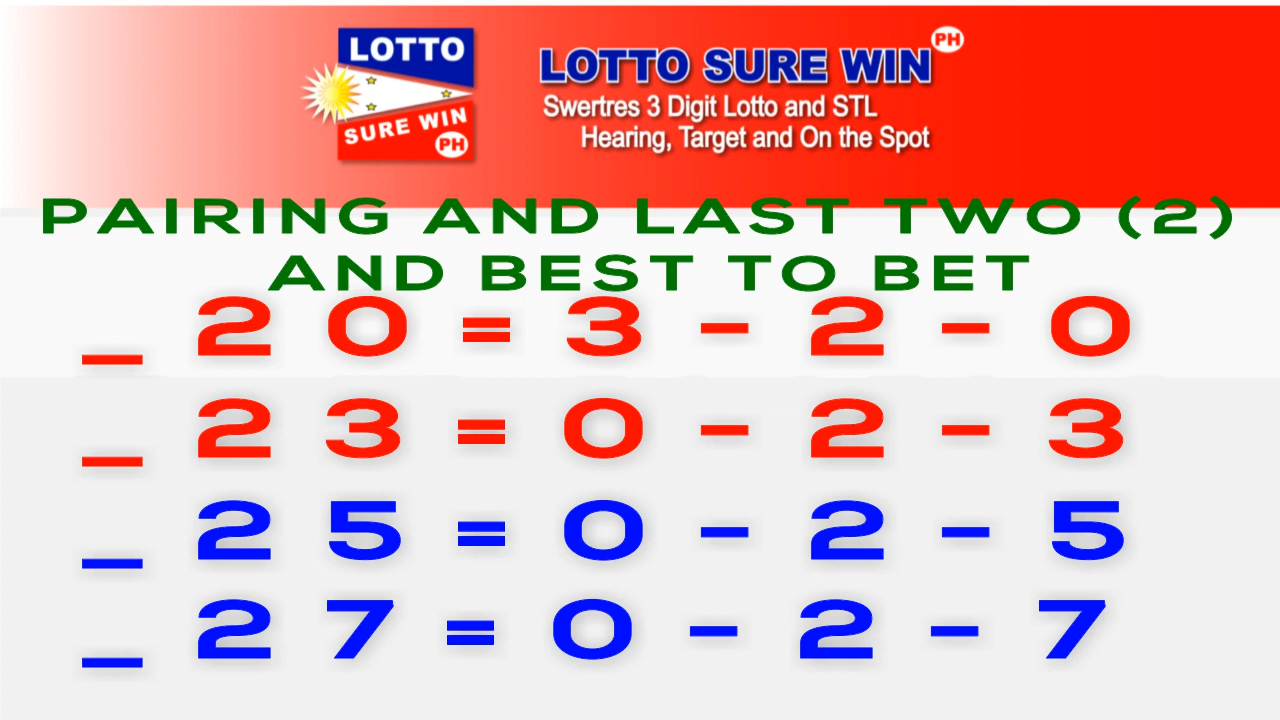 LOTTO
SURE WIN
PH
LOTTO SURE WIN PH
Swertres 3 Digit Lotto and STL
Hearing, Target and On the Spot
PAIRING AND LAST TWO (2)
AND BEST TO BET
_ 2 0 = 3 - 2 - 0
_ 2 3 = 0 - 2 - 3
_ 2 5 = 0 - 2 - 5
_ 2 7 = 0 - 2 - 7